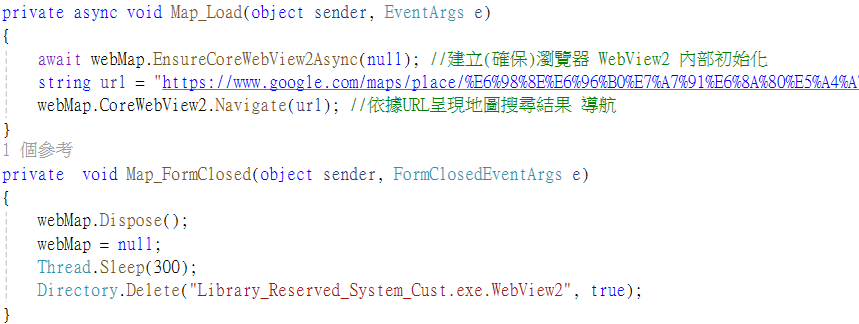 private async void Map_Load(object sender, EventArgs e)
{
await webMap.EnsureCoreWebView2Async(null); //建立(確保)瀏覽器 WebView2 內部初始化
string url = "https://www.google.com/maps/place/%E6%98%8E%E6%96%B0%E7%A7%91%E6%8A%80%E5%A4%A7
webMap.CoreWebView2.Navigate(url); //依據URL呈現地圖搜尋結果 導航
}
1 個參考
private void Map_FormClosed(object sender, FormClosedEventArgs e)
{
webMap.Dispose();
webMap = null;
Thread.Sleep(300);
Directory.Delete("Library_Reserved_System_Cust.exe.WebView2", true);
}